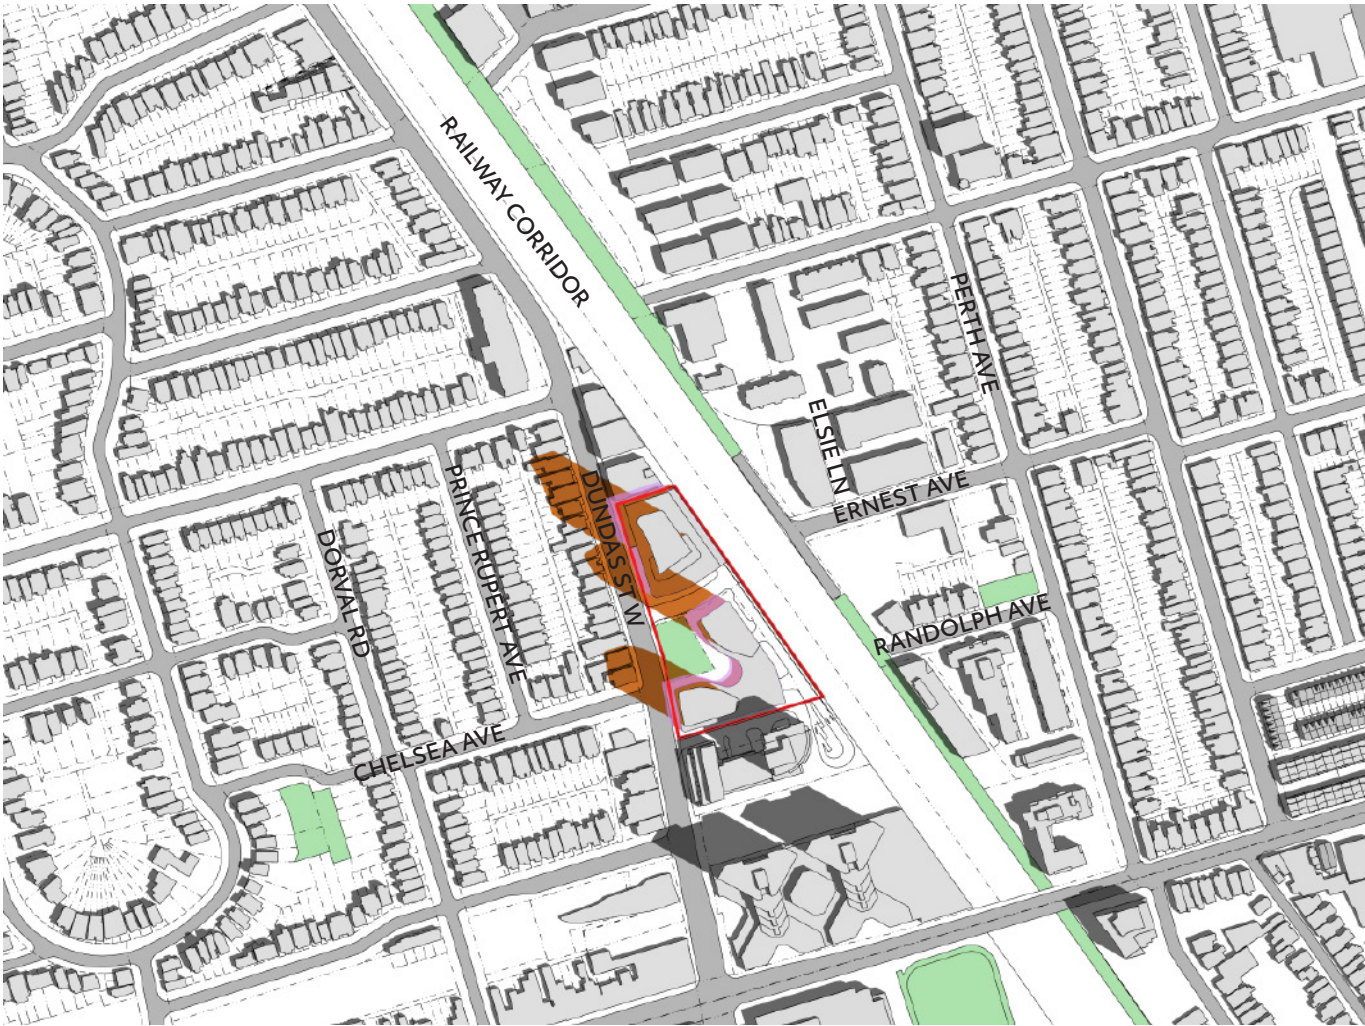 RAILWAY CORRIDOR
PERTH AVE
ELSIE LN
ERNEST AVE
PRINCE RUPERT AVE
DUNDAS ST W
DORVAL RD
RANDOLPH AVE
CHELSEA AVE